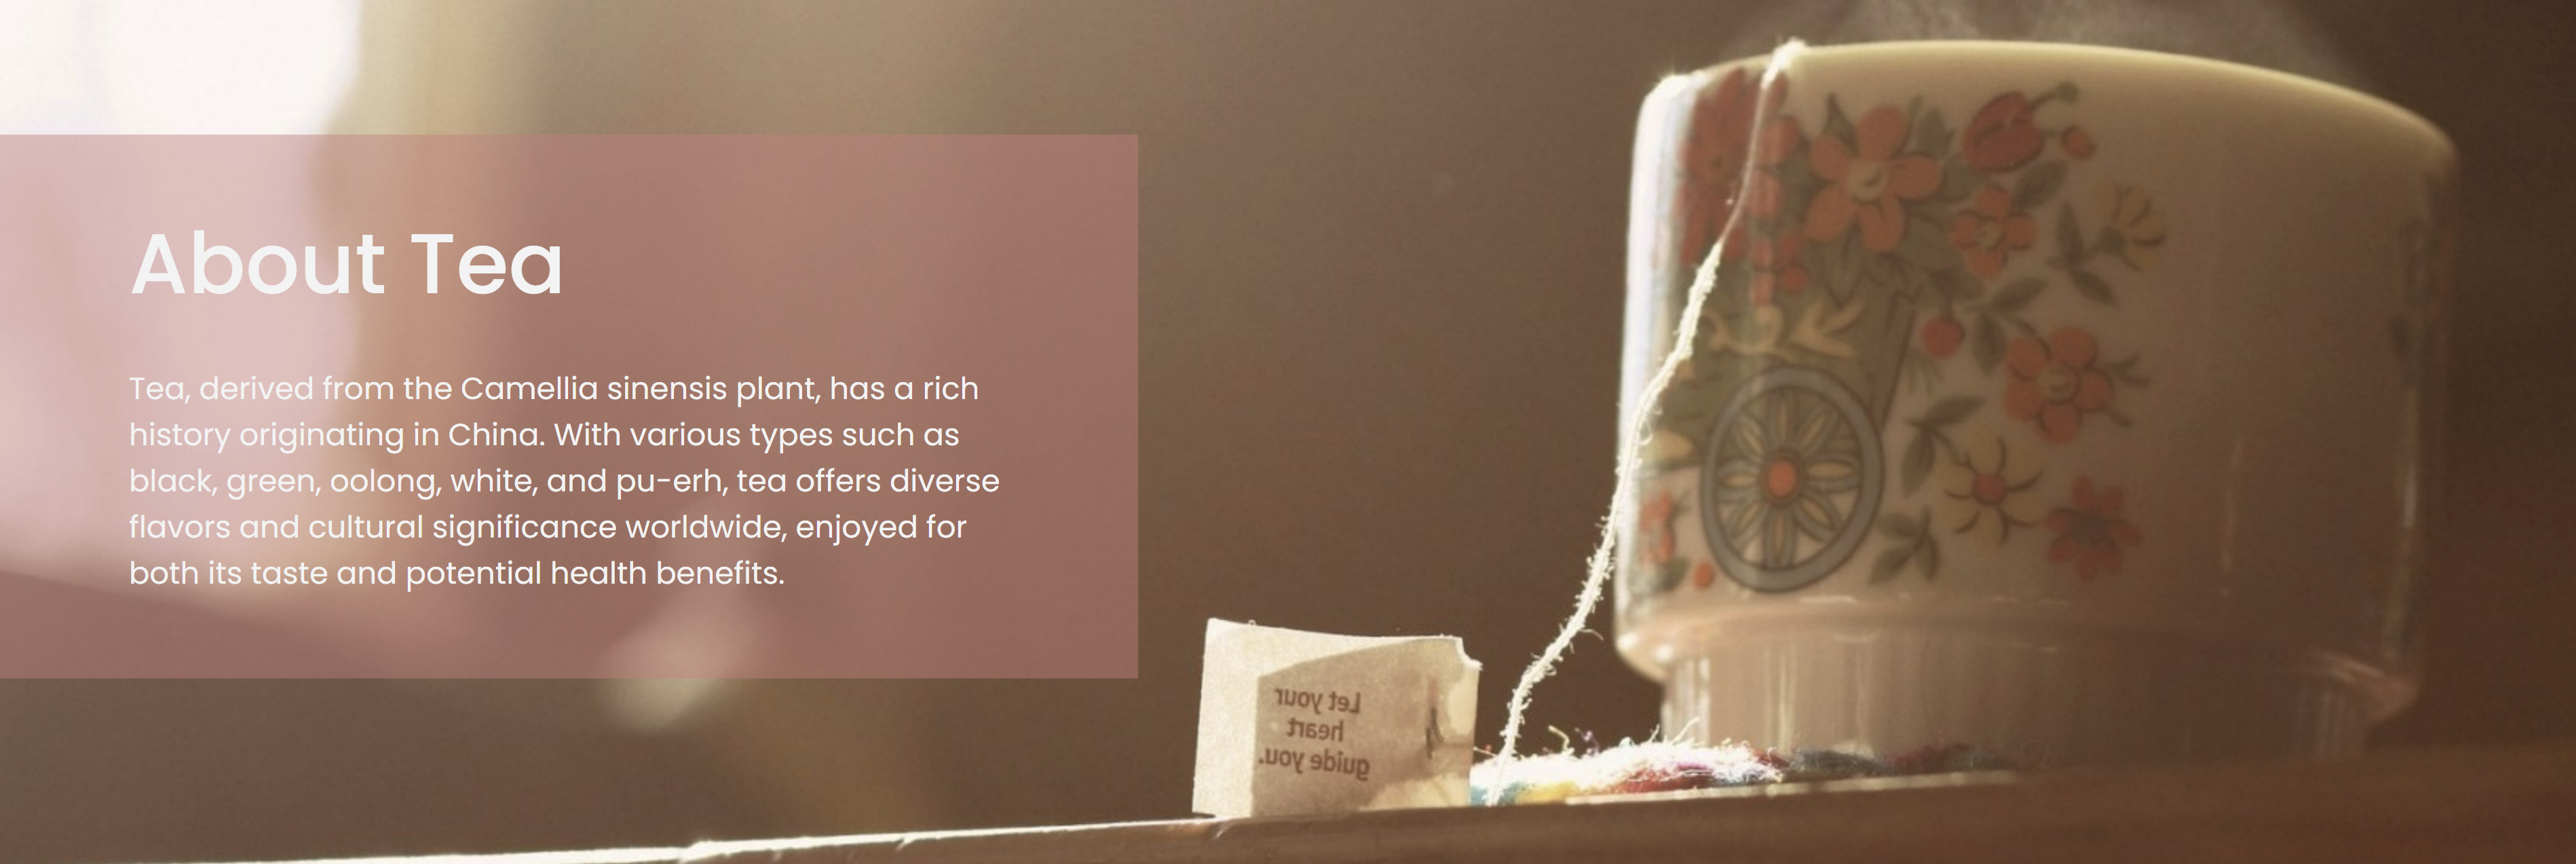 About Tea
Tea, derived from the Camellia sinensis plant, has a rich
history originating in China. With various types such as
black, green, oolong, white, and pu-erh, tea offers diverse
flavors and cultural significance worldwide, enjoyed for
both its taste and potential health benefits.
Let your
heart
guide you.